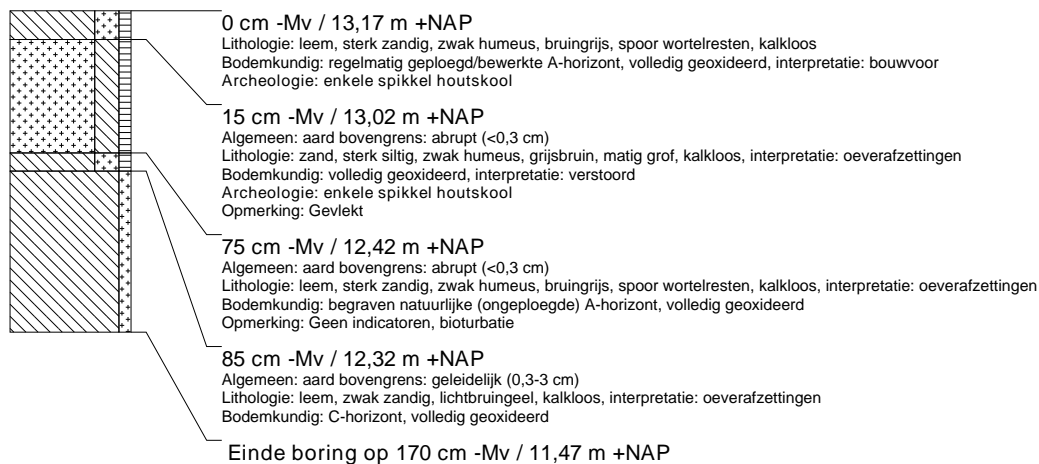 0 cm -Mv / 13,17 m +NAP
Lithologie: leem, sterk zandig, zwak humeus, bruingrijs, spoor wortelresten, kalkloos
Bodemkundig: regelmatig geploegd/bewerkte A-horizont, volledig geoxideerd, interpretatie: bouwvoor
Archeologie: enkele spikkel houtskool
15 cm -Mv / 13,02 m +NAP
Algemeen: aard bovengrens: abrupt (<0,3 cm)
Lithologie: zand, sterk siltig, zwak humeus, grijsbruin, matig grof, kalkloos, interpretatie: oeverafzettingen
Bodemkundig: volledig geoxideerd, interpretatie: verstoord
Archeologie: enkele spikkel houtskool
Opmerking: Gevlekt
75 cm -Mv / 12,42 m +NAP
Algemeen: aard bovengrens: abrupt (<0,3 cm)
Lithologie: leem, sterk zandig, zwak humeus, bruingrijs, spoor wortelresten, kalkloos, interpretatie: oeverafzettingen
Bodemkundig: begraven natuurlijke (ongeploegde) A-horizont, volledig geoxideerd
Opmerking: Geen indicatoren, bioturbatie
85 cm -Mv / 12,32 m +NAP
Algemeen: aard bovengrens: geleidelijk (0,3-3 cm)
Lithologie: leem, zwak zandig, lichtbruingeel, kalkloos, interpretatie: oeverafzettingen
Bodemkundig: C-horizont, volledig geoxideerd
Einde boring op 170 cm -Mv / 11,47 m +NAP